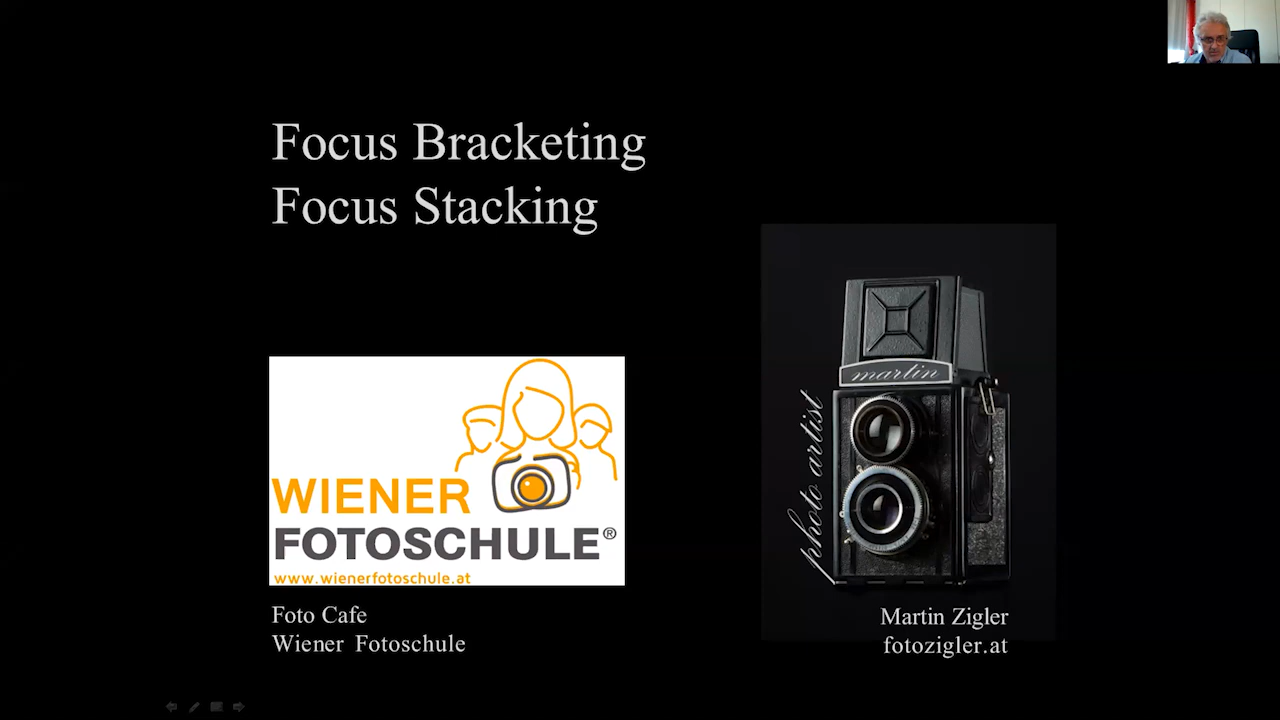 Focus Bracketing
Focus Stacking
martin
photo artist
WIENER
FOTOSCHULE®
www.wienerfotoschule.at
Foto Cafe
Wiener Fotoschule
Martin Zigler
fotozigler.at